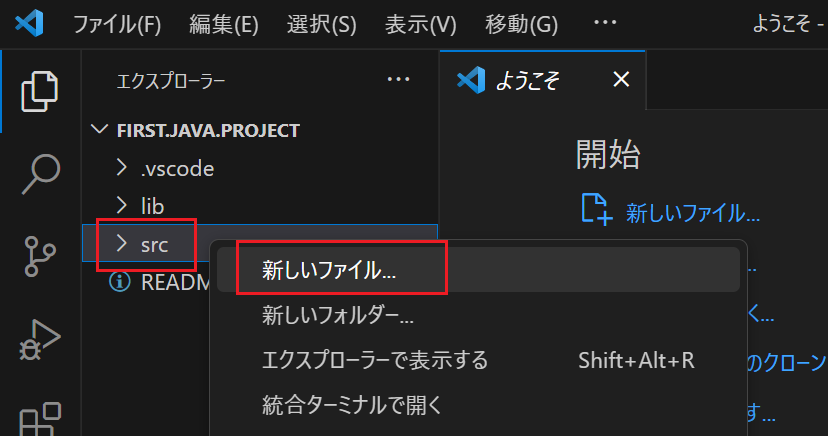 ファイル(F) 編集(E) 選択(S) 表示(V) 移動(G) … ようこそ -
エクスプローラー …
ようこそ ×
FIRST.JAVA.PROJECT
.vscode
lib
src
READM
開始
新しいファイル...
新しいファイル...
新しいフォルダー...
エクスプローラーで表示する Shift+Alt+R
統合ターミナルで開く
..
く...
のクローン
す...